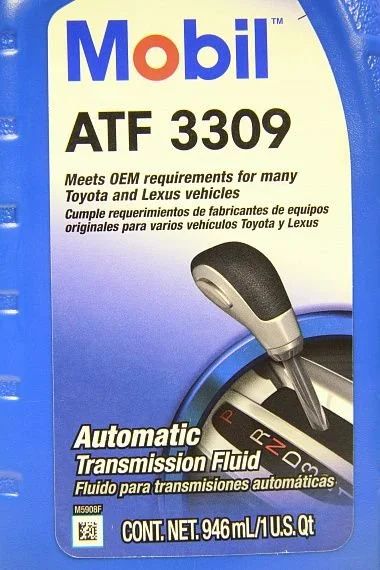 Mobil™
ATF 3309
Meets OEM requirements for many
Toyota and Lexus vehicles
Cumple requerimientos de fabricantes de equipos
originales para varios vehículos Toyota y Lexus
P
R
N
D
3
Automatic
Transmission Fluid
Fluido para transmisiones automáticas
M5908F
CONT. NET. 946 mL/1 U.S. Qt